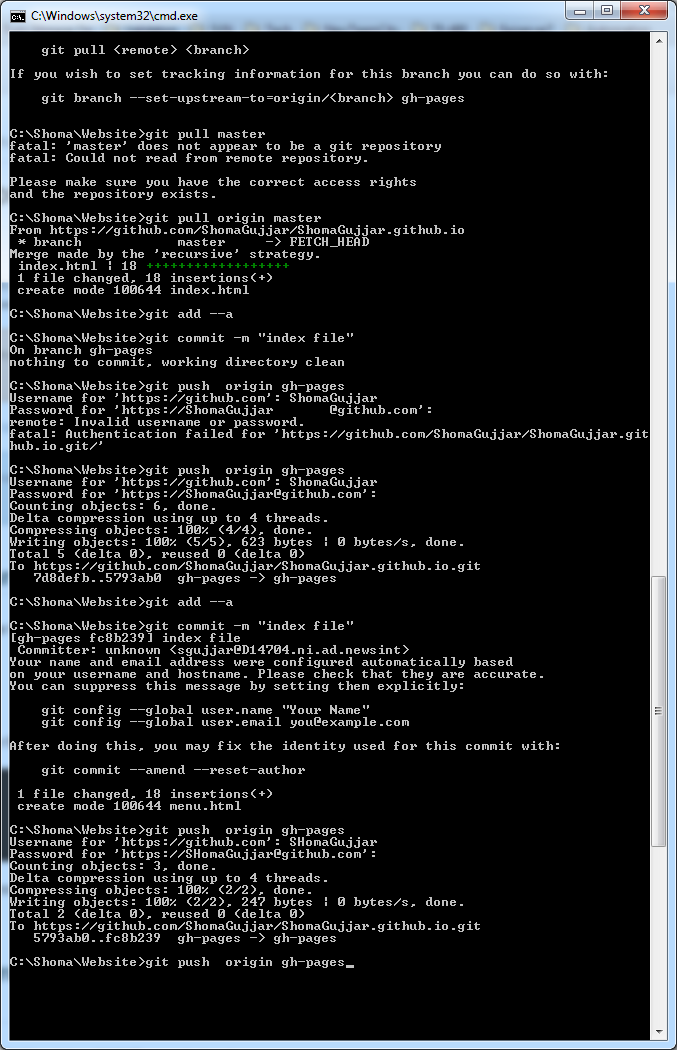 C:\Windows\system32\cmd.exe
git pull <remote> <branch>
If you wish to set tracking information for this branch you can do so with:
git branch --set-upstream-to=origin/<branch> gh-pages
C:\Shoma\Website>git pull master
fatal: 'master' does not appear to be a git repository
fatal: Could not read from remote repository.
Please make sure you have the correct access rights
and the repository exists.
C:\Shoma\Website>git pull origin master
From https://github.com/ShomaGujjar/ShomaGujjar.github.io
* branch            master     -> FETCH_HEAD
Merge made by the 'recursive' strategy.
index.html | 18 ++++++++++++++++++
1 file changed, 18 insertions(+)
create mode 100644 index.html
C:\Shoma\Website>git add --a
C:\Shoma\Website>git commit -m "index file"
On branch gh-pages
nothing to commit, working directory clean
C:\Shoma\Website>git push  origin gh-pages
Username for 'https://github.com': ShomaGujjar
Password for 'https://ShomaGujjar       @github.com':
remote: Invalid username or password.
fatal: Authentication failed for 'https://github.com/ShomaGujjar/ShomaGujjar.git
hub.io.git/'
C:\Shoma\Website>git push  origin gh-pages
Username for 'https://github.com': ShomaGujjar
Password for 'https://ShomaGujjar@github.com':
Counting objects: 6, done.
Delta compression using up to 4 threads.
Compressing objects: 100% (4/4), done.
Writing objects: 100% (5/5), 623 bytes | 0 bytes/s, done.
Total 5 (delta 0), reused 0 (delta 0)
To https://github.com/ShomaGujjar/ShomaGujjar.github.io.git
7d8defb..5793ab0  gh-pages -> gh-pages
C:\Shoma\Website>git add --a
C:\Shoma\Website>git commit -m "index file"
[gh-pages fc8b239] index file
Committer: unknown <sgujjar@D14704.ni.ad.newsint>
Your name and email address were configured automatically based
on your username and hostname. Please check that they are accurate.
You can suppress this message by setting them explicitly:
git config --global user.name "Your Name"
git config --global user.email you@example.com
After doing this, you may fix the identity used for this commit with:
git commit --amend --reset-author
1 file changed, 18 insertions(+)
create mode 100644 menu.html
C:\Shoma\Website>git push  origin gh-pages
Username for 'https://github.com': SHomaGujjar
Password for 'https://SHomaGujjar@github.com':
Counting objects: 3, done.
Delta compression using up to 4 threads.
Compressing objects: 100% (2/2), done.
Writing objects: 100% (2/2), 247 bytes | 0 bytes/s, done.
Total 2 (delta 0), reused 0 (delta 0)
To https://github.com/ShomaGujjar/ShomaGujjar.github.io.git
5793ab0..fc8b239  gh-pages -> gh-pages
C:\Shoma\Website>git push  origin gh-pages_